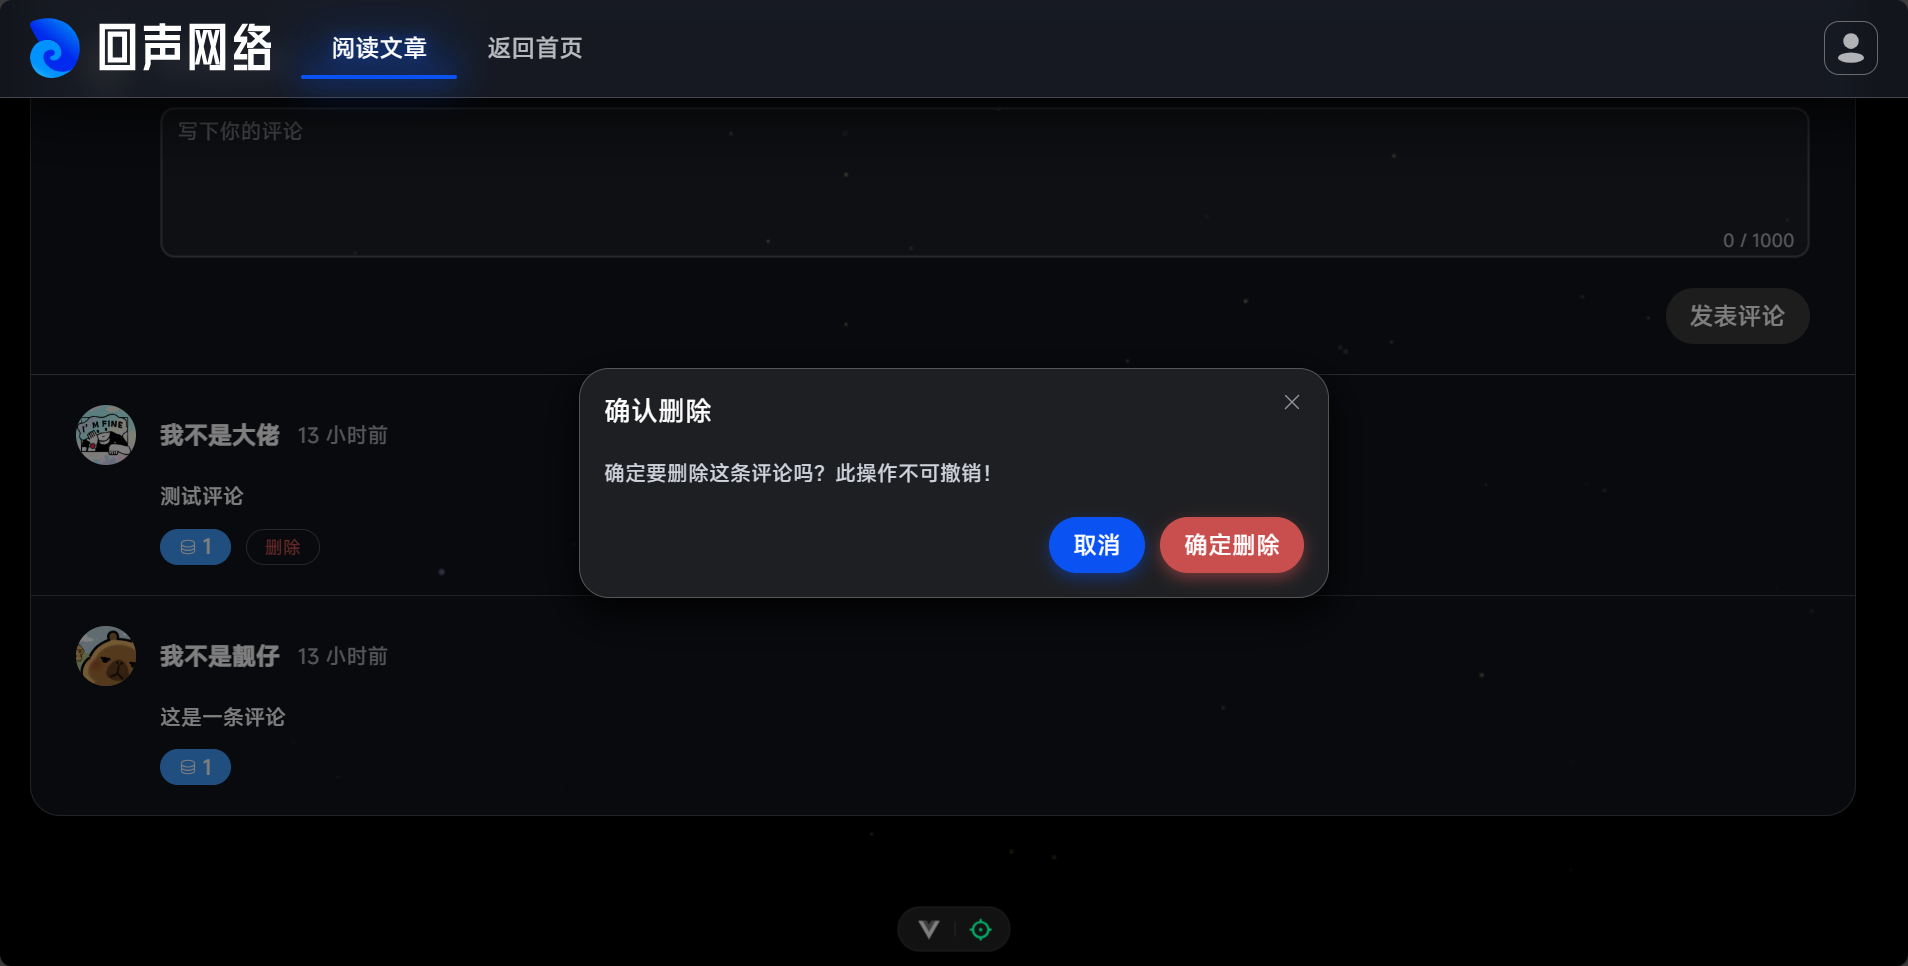 回声网络
阅读文章
返回首页
写下你的评论
0 / 1000
发表评论
确认删除
确定要删除这条评论吗？此操作不可撤销！
取消
确定删除
I'M FINE
我不是大佬 13 小时前
测试评论
1
删除
我不是靓仔 13 小时前
这是一条评论
1